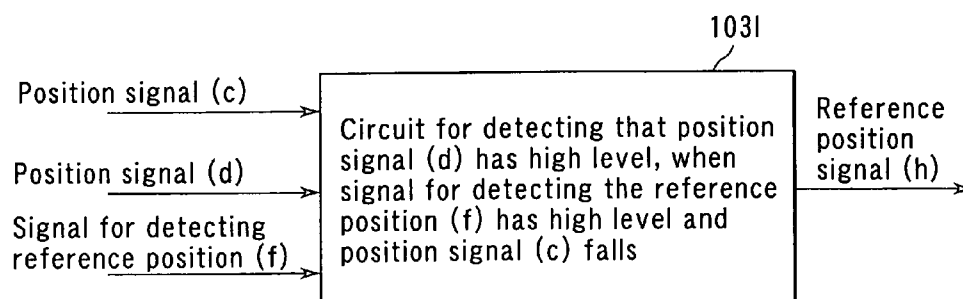 103I
Position signal (c)
Position signal (d)
Signal for detecting
reference position (f)
Circuit for detecting that position
signal (d) has high level, when
signal for detecting the reference
position (f) has high level and
position signal (c) falls
Reference
position
signal (h)